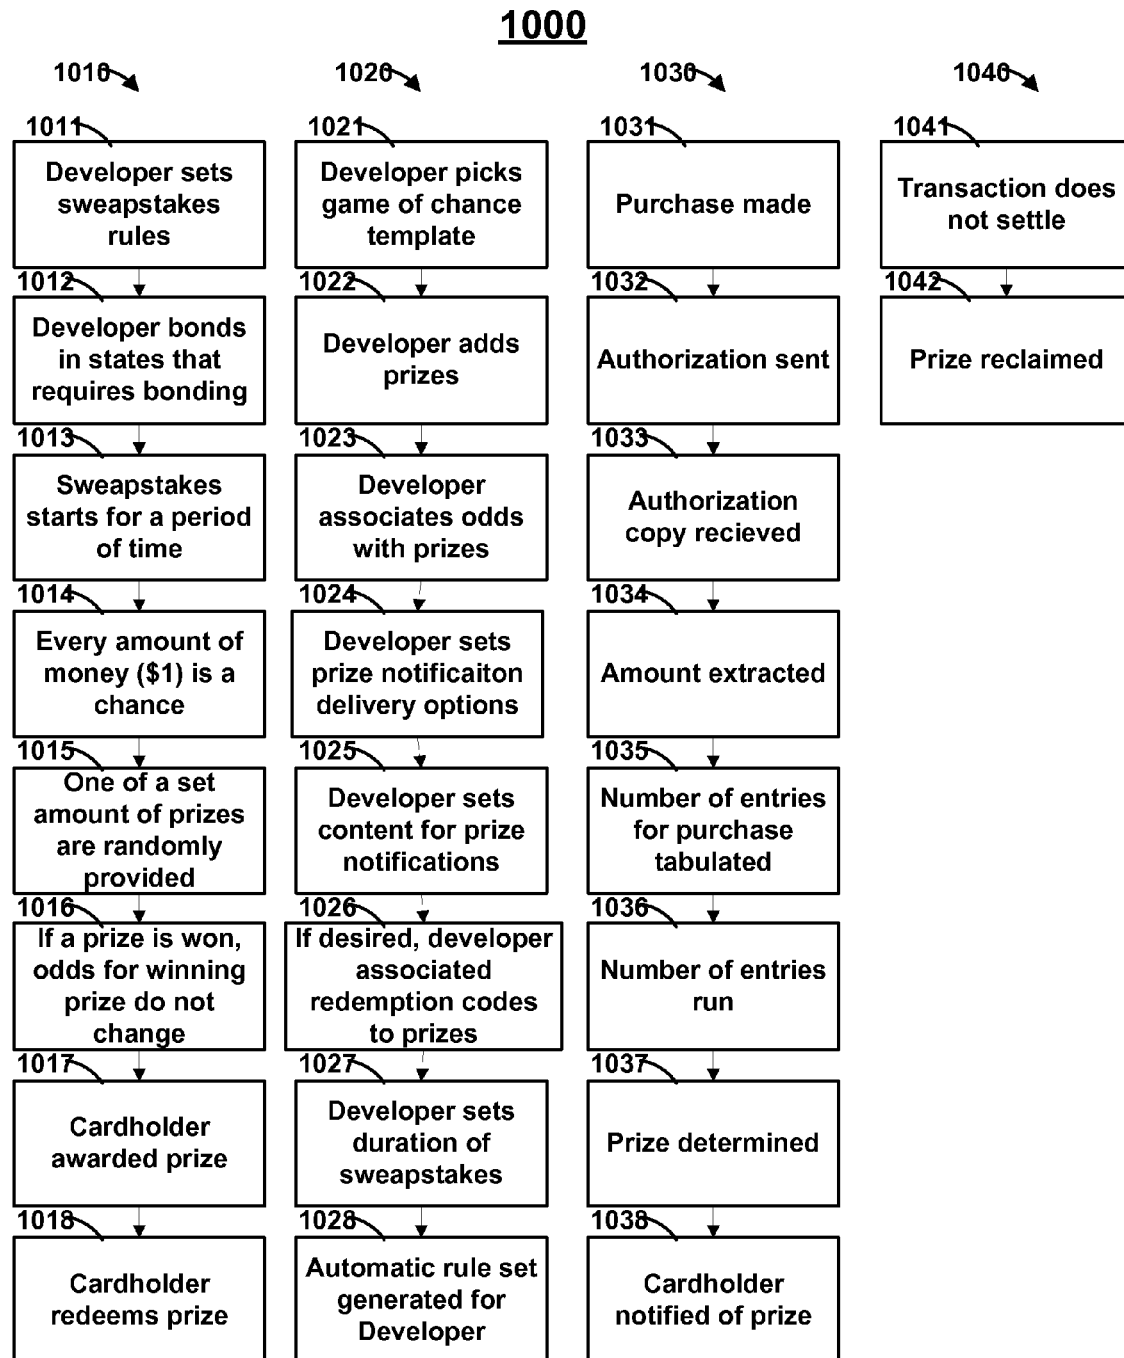 1000
1010
1020
1030
1040
1011
Developer sets
sweapstakes
rules
1012
Developer bonds
in states that
requires bonding
1013
Sweapstakes
starts for a period
of time
1014
Every amount of
money ($1) is a
chance
1015
One of a set
amount of prizes
are randomly
provided
1016
If a prize is won,
odds for winning
prize do not
change
1017
Cardholder
awarded prize
1018
Cardholder
redeems prize
1021
Developer picks
game of chance
template
1022
Developer adds
prizes
1023
Developer
associates odds
with prizes
1024
Developer sets
prize notificaiton
delivery options
1025
Developer sets
content for prize
notifications
1026
If desired, developer
associated
redemption codes
to prizes
1027
Developer sets
duration of
sweapstakes
1028
Automatic rule set
generated for
Developer
1031
Purchase made
1032
Authorization sent
1033
Authorization
copy recieved
1034
Amount extracted
1035
Number of entries
for purchase
tabulated
1036
Number of entries
run
1037
Prize determined
1038
Cardholder
notified of prize
1041
Transaction does
not settle
1042
Prize reclaimed